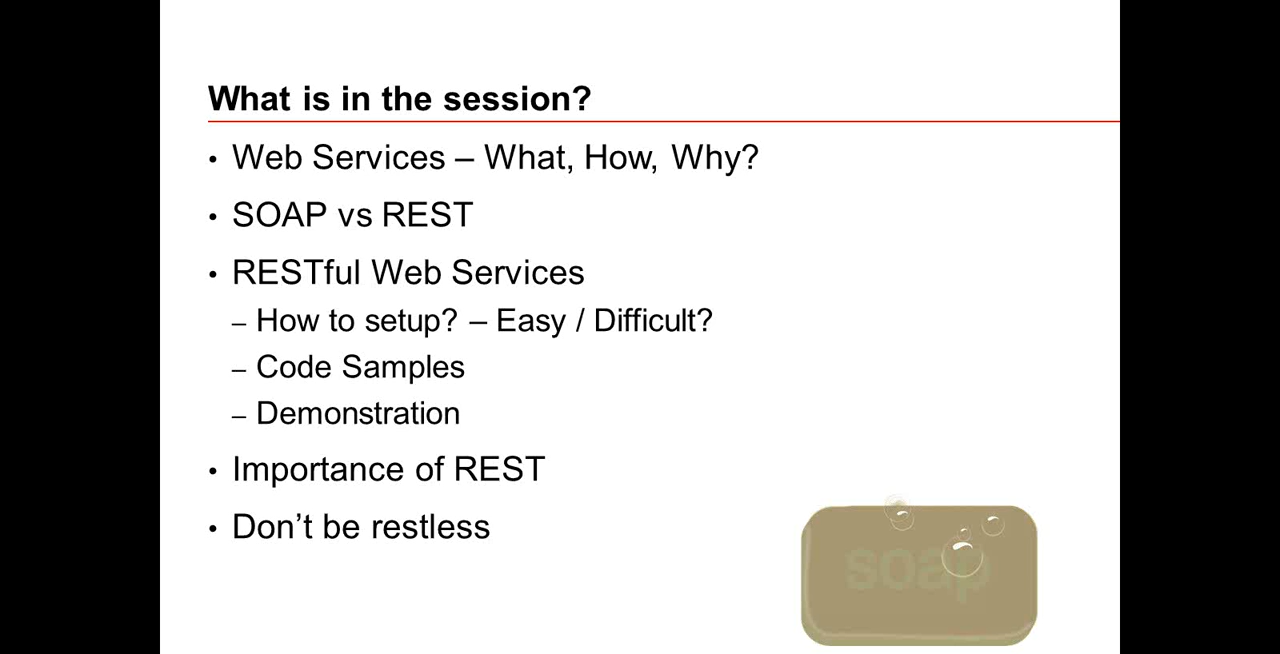 What is in the session?
• Web Services – What, How, Why?
• SOAP vs REST
• RESTful Web Services
– How to setup? – Easy / Difficult?
– Code Samples
– Demonstration
• Importance of REST
• Don’t be restless
soap